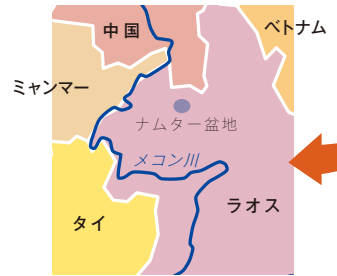 中国
ベトナム
ミャンマー
ナムター盆地
メコン川
ラオス
タイ